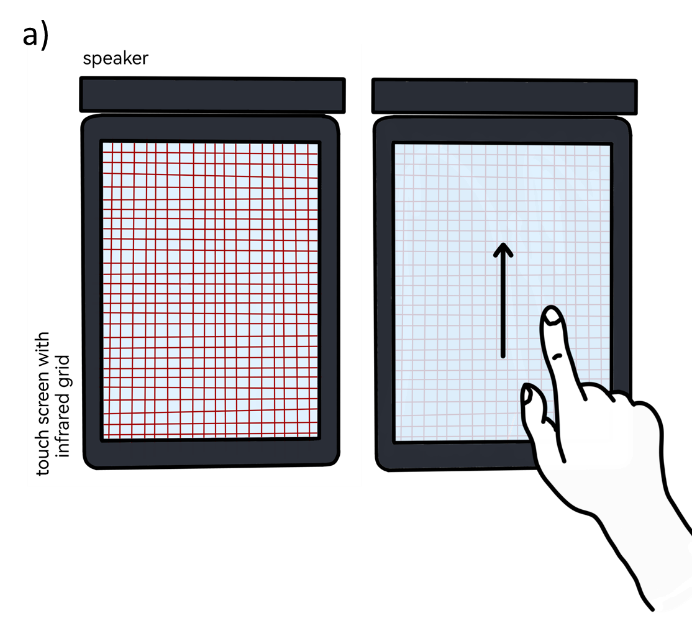 a)
speaker
touch screen with
infrared grid